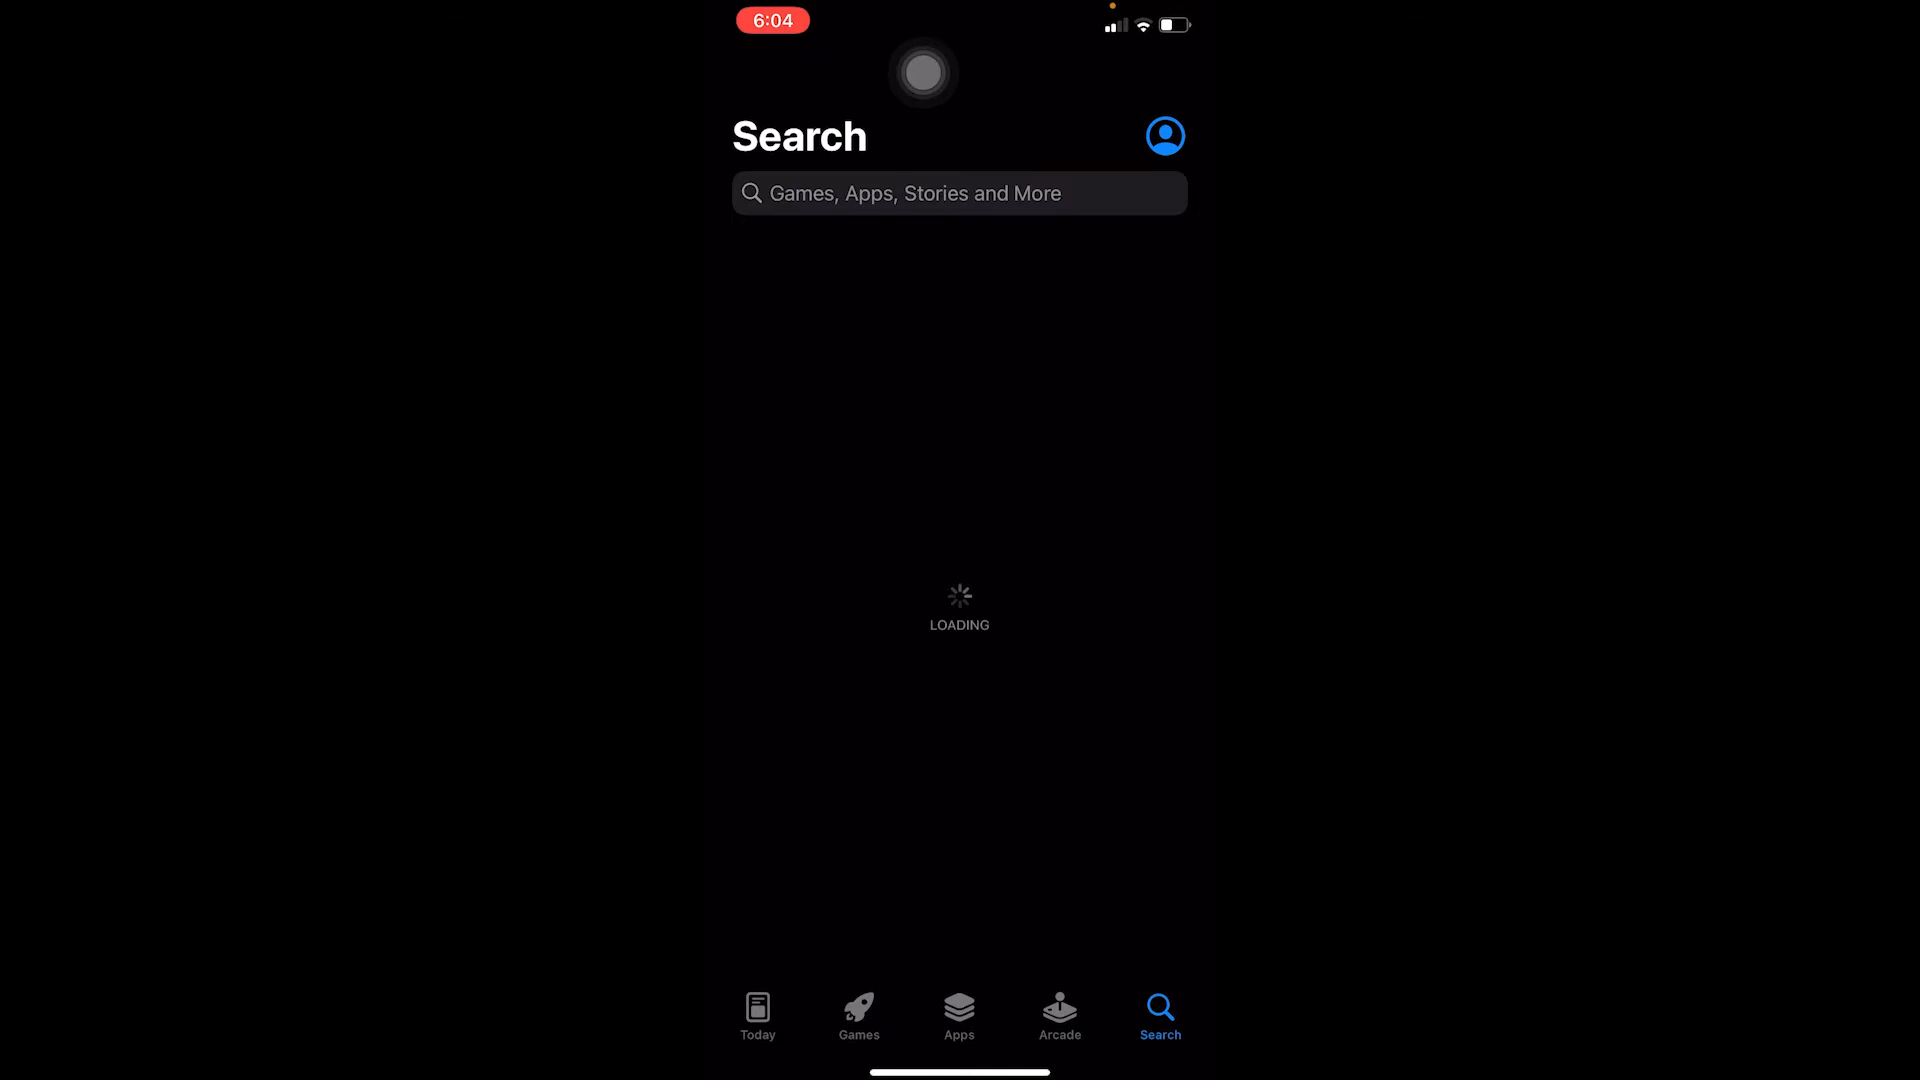 6:04
Search
Games, Apps, Stories and More
LOADING
Today
Games
Apps
Arcade
Search